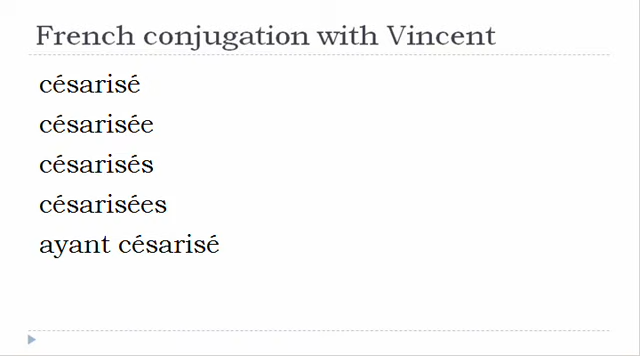 French conjugation with Vincent
césarisé
césarisée
césarisés
césarisées
ayant césarisé